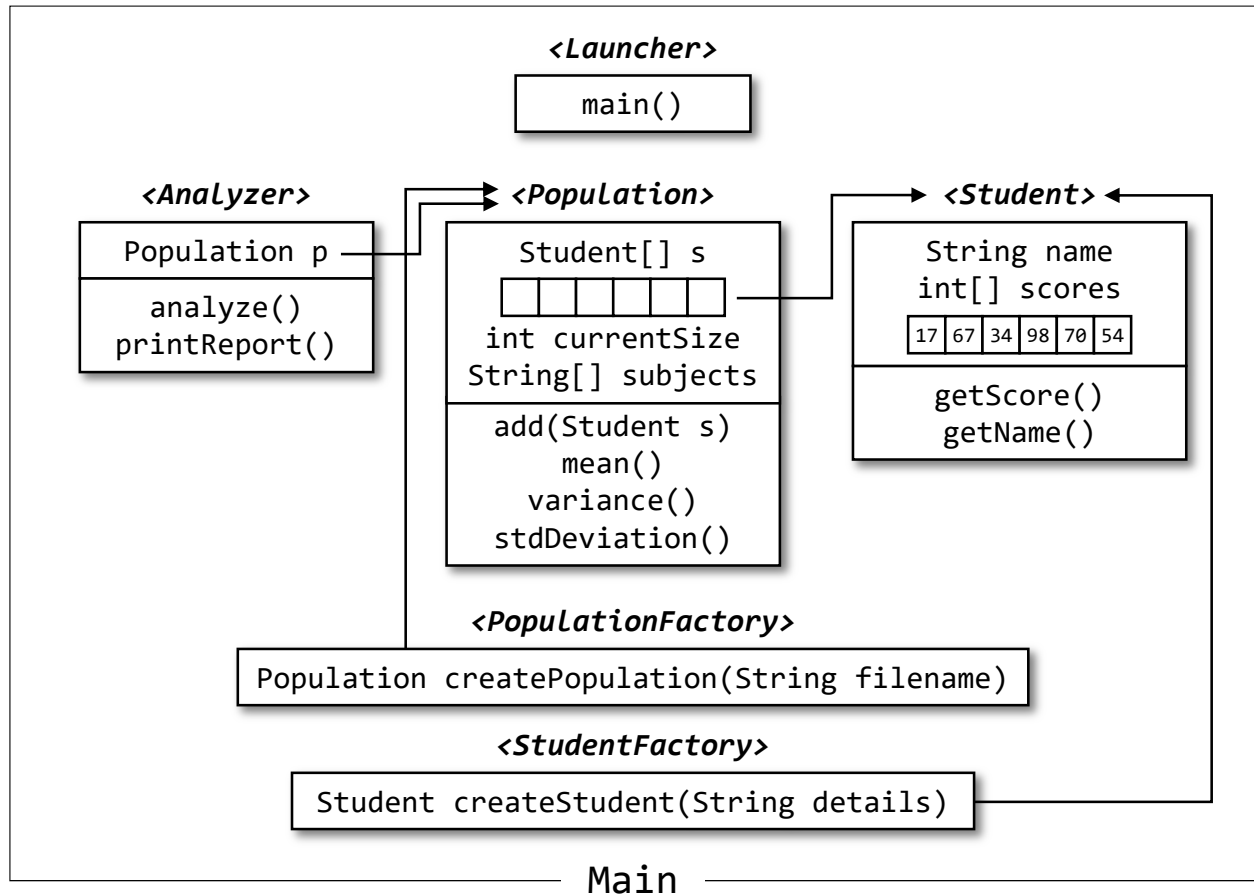 <Launcher>
main()
<Analyzer>
Population p
analyze()
printReport()
<Population>
Student[] s
int currentSize
String[] subjects
add(Student s)
mean()
variance()
stdDeviation()
<Student>
String name
int[] scores
17 67 34 98 70 54
getScore()
getName()
<PopulationFactory>
Population createPopulation(String filename)
<StudentFactory>
Student createStudent(String details)
Main